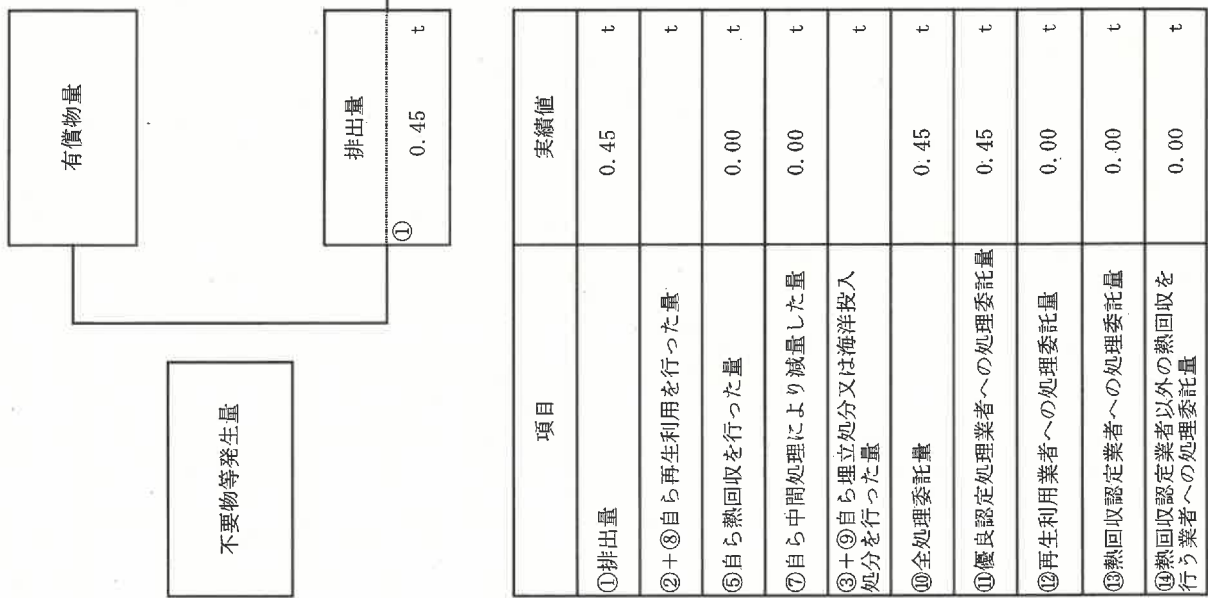 有償物量
不要物等発生量
排出量
① 0.45 t
項目 実績値
①排出量 0.45 t
②+⑧自ら再生利用を行った量 t
⑤自ら熱回収を行った量 0.00 t
⑦自ら中間処理により減量した量 0.00 t
③+⑨自ら埋立処分又は海洋投入
処分を行った量 t
⑩全処理委託量 0.45 t
⑪優良認定処理業者への処理委託量 0.45 t
⑫再生利用業者への処理委託量 0.00 t
⑬熱回収認定業者への処理委託量 0.00 t
⑭熱回収認定業者以外の熱回収を
行う業者への処理委託量 0.00 t